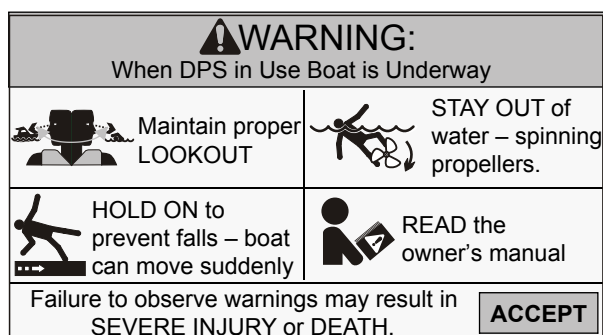 WARNING:
When DPS in Use Boat is Underway
Maintain proper
LOOKOUT
STAY OUT of
water – spinning
propellers.
HOLD ON to
prevent falls – boat
can move suddenly
READ the
owner's manual
Failure to observe warnings may result in
SEVERE INJURY or DEATH.
ACCEPT